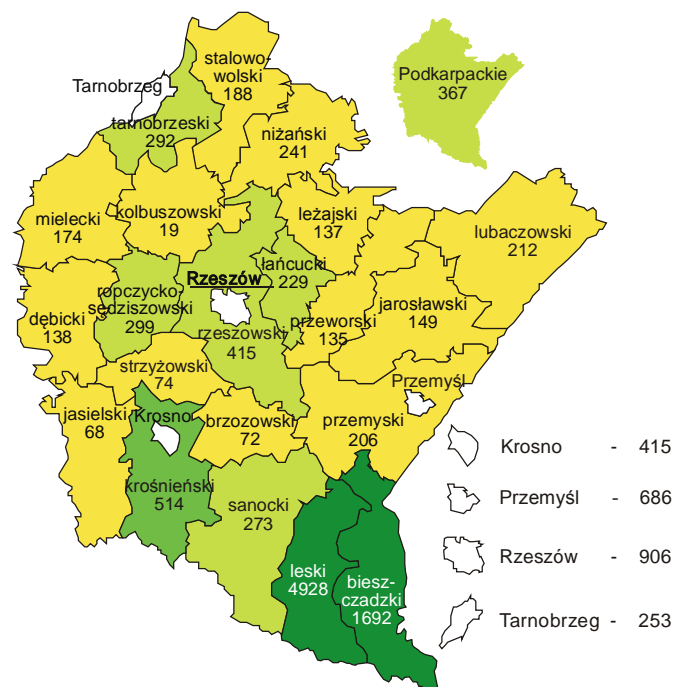 stalowo-
wolski
188
Podkarpackie
367
Tarnobrzeg
tarnobrzeski
292
niżański
241
mielecki
174
kolbuszowski
19
leżajski
137
lubaczowski
212
łańcucki
229
Rzeszów
rzeszowski
415
ropczycko-
sędziszowski
299
dębicki
138
przeworski
135
jarosławski
149
strzyżowski
74
Przemyśl
jasielski
68
Krosno
brzozowski
72
przemyski
206
krośnieński
514
sanocki
273
leski
4928
biesz-
czadzki
1692
Krosno - 415
Przemyśl - 686
Rzeszów - 906
Tarnobrzeg - 253